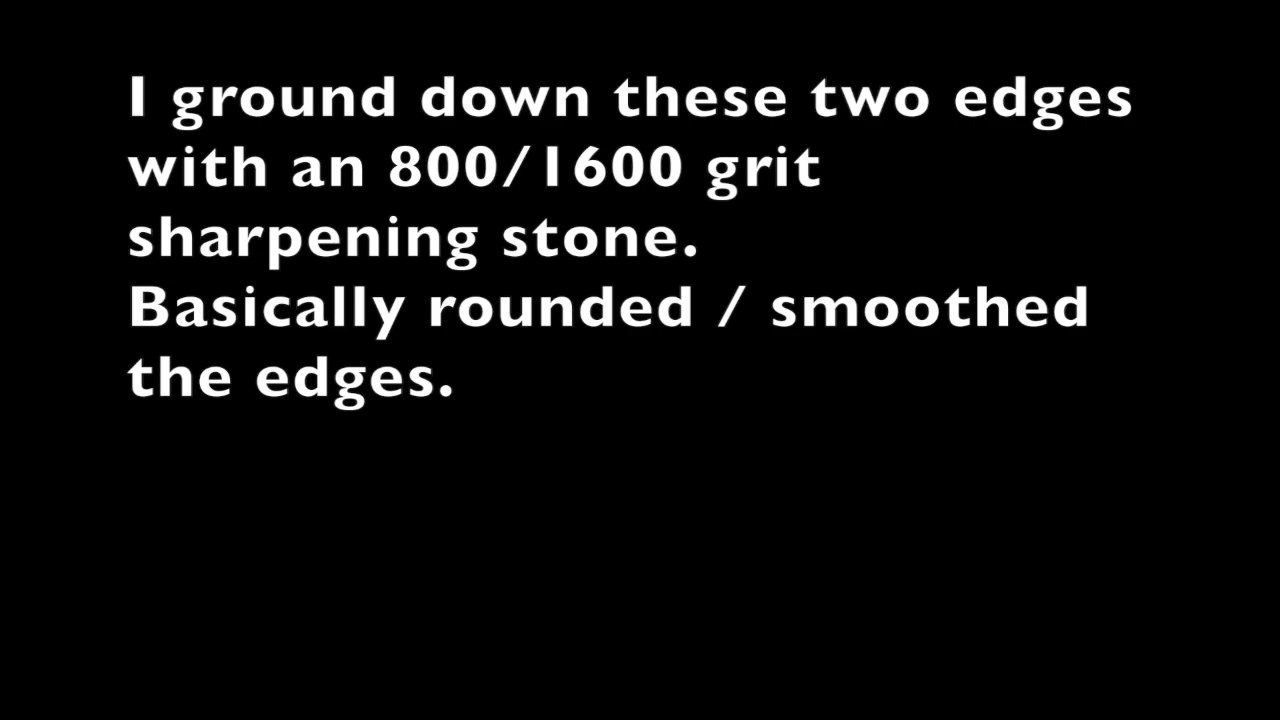 I ground down these two edges
with an 800/1600 grit
sharpening stone.
Basically rounded / smoothed
the edges.